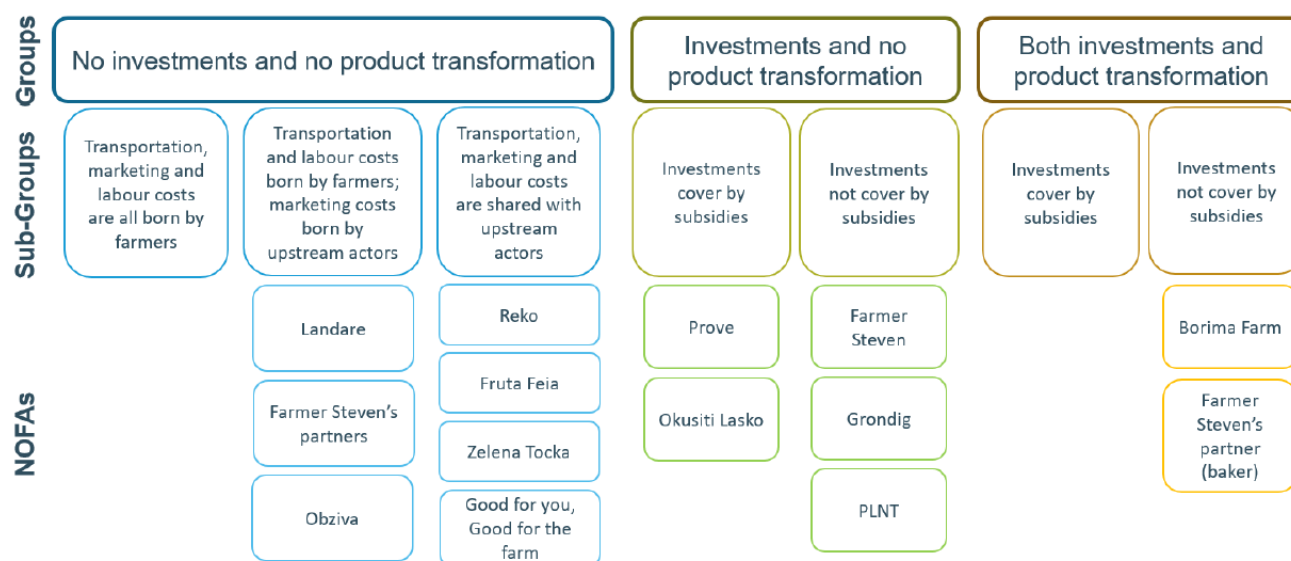 Groups
No investments and no product transformation
Investments and no
product transformation
Both investments and
product transformation
Sub-Groups
Transportation,
marketing and
labour costs
are all born by
farmers
Transportation
and labour costs
born by farmers;
marketing costs
born by
upstream actors
Transportation,
marketing and
labour costs
are shared with
upstream
actors
Investments
cover by
subsidies
Investments
not cover by
subsidies
Investments
cover by
subsidies
Investments
not cover by
subsidies
NOFAs
Landare
Farmer Steven's
partners
Obziva
Reko
Fruta Feia
Zelena Tocka
Good for you,
Good for the
farm
Prove
Okusiti Lasko
Farmer
Steven
Grondig
PLNT
Borima Farm
Farmer
Steven's
partner
(baker)